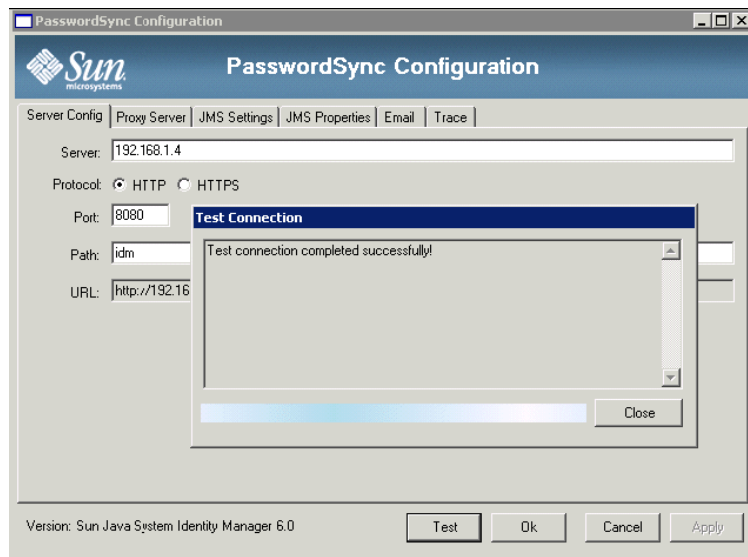 PasswordSync Configuration
Sun
microsystems
PasswordSync Configuration
Server Config Proxy Server JMS Settings JMS Properties Email Trace
Server: 192.168.1.4
Protocol: HTTP HTTPS
Port: 8080
Test Connection
Path: idm
Test connection completed successfully!
URL: http://192.16
Close
Version: Sun Java System Identity Manager 6.0
Test Ok Cancel Apply